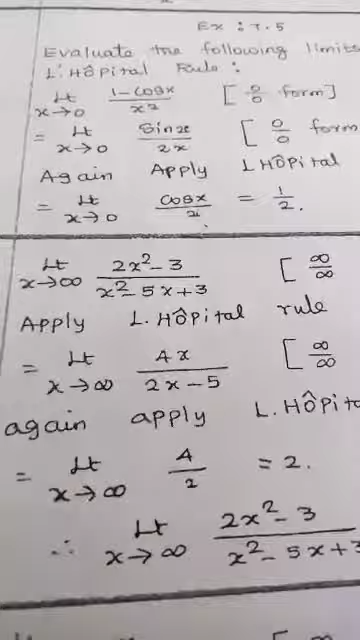 Ex : 7.5
Evaluate the following limits
L'Hôpital Rule :
Lt x→0 1-cosx/x² [0/0 form]
= Lt x→0 sinx/2x [0/0 form
Again Apply L Hôpital
= Lt x→0 cosx/2 = 1/2.
Lt x→∞ 2x²-3/x²-5x+3 [∞/∞
Apply L.Hôpital rule
= Lt x→∞ 4x/2x-5 [∞/∞
again apply L.Hôpita
= Lt x→∞ 4/2 = 2.
∴ Lt x→∞ 2x²-3/x²-5x+3